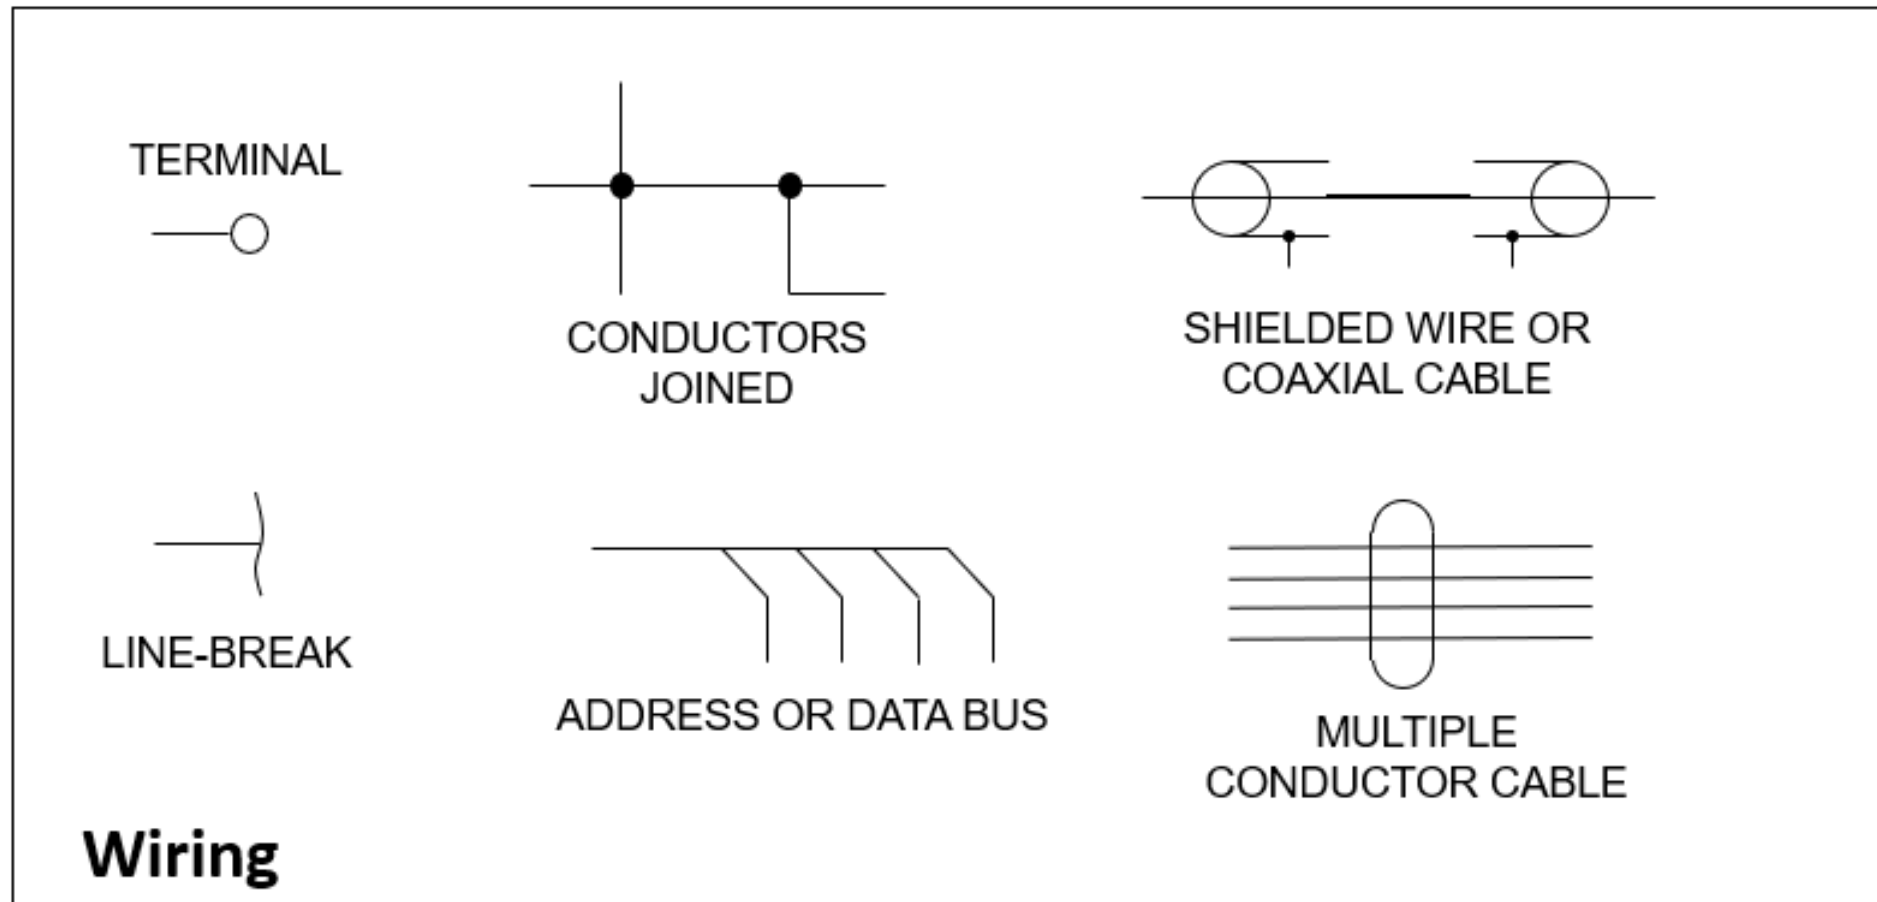 TERMINAL
CONDUCTORS
JOINED
SHIELDED WIRE OR
COAXIAL CABLE
LINE-BREAK
ADDRESS OR DATA BUS
MULTIPLE
CONDUCTOR CABLE
Wiring